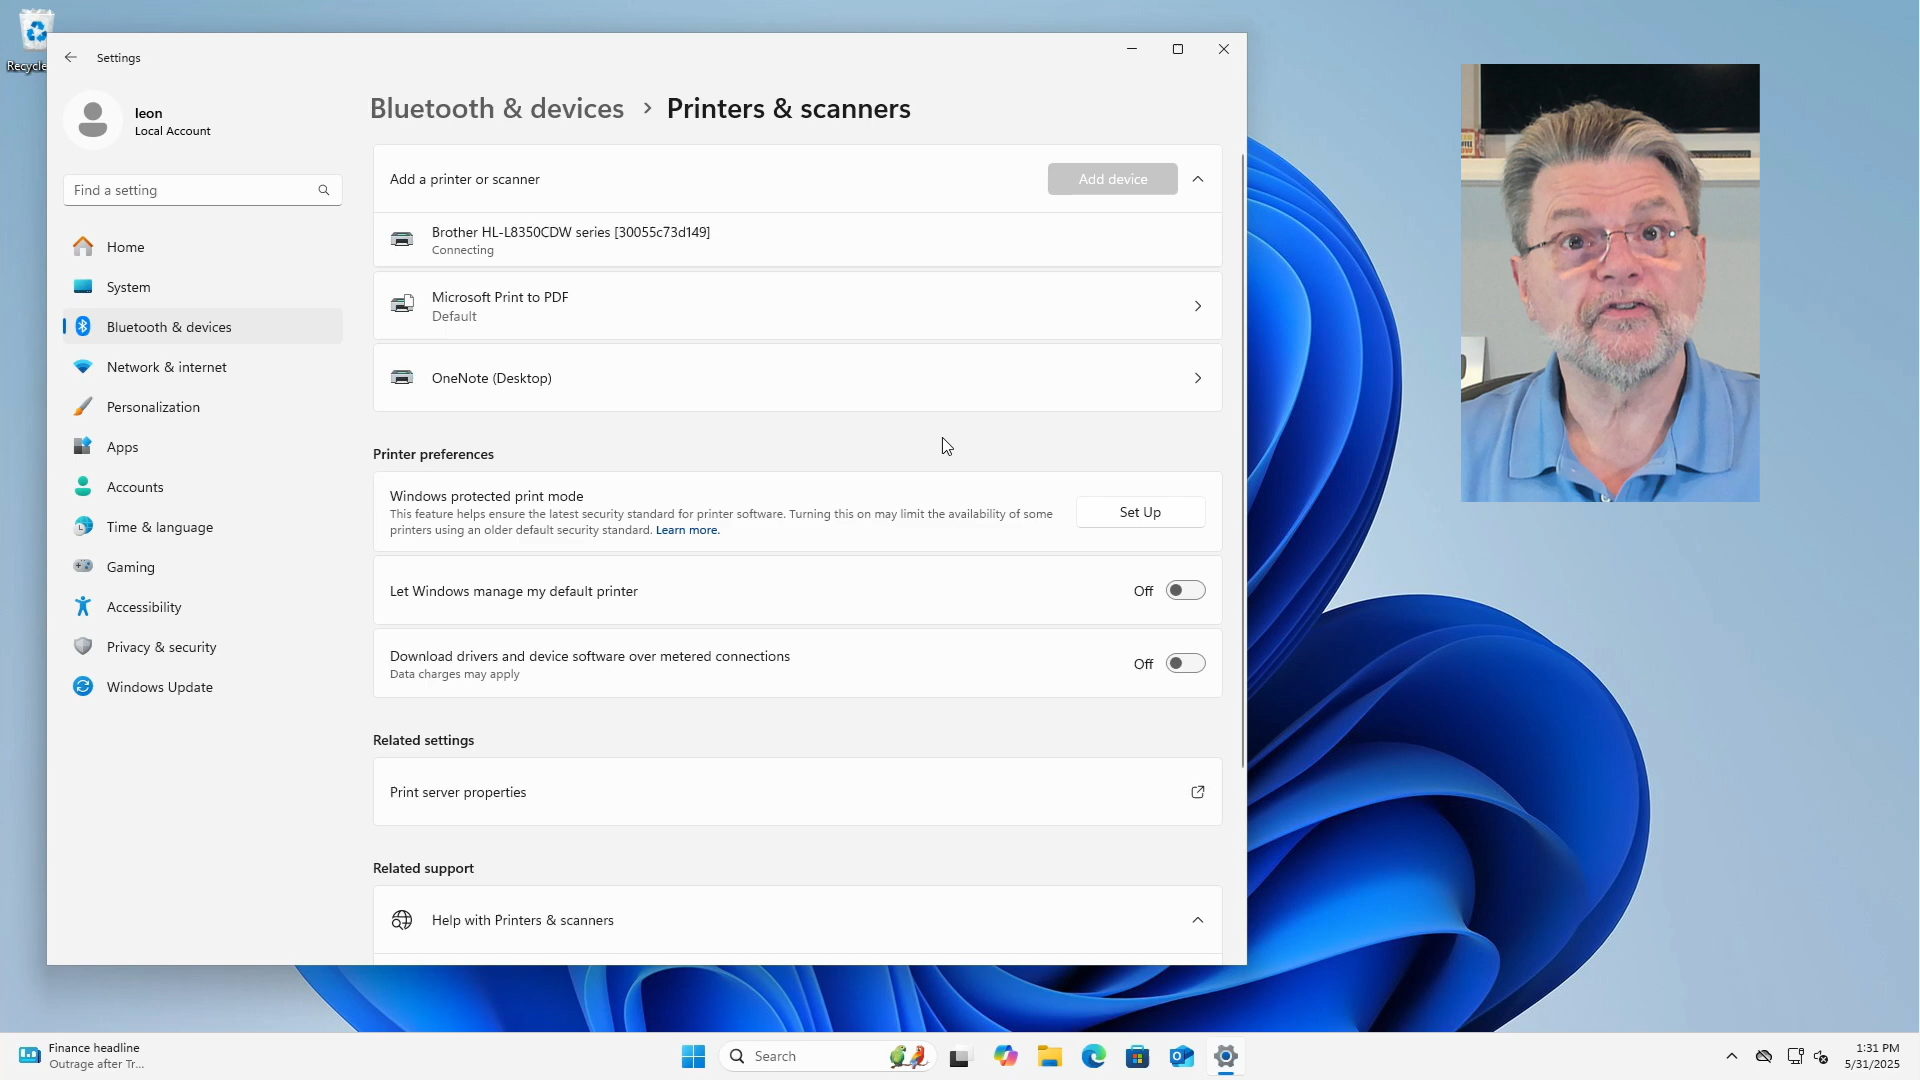 Recycle
Settings
leon
Local Account
Find a setting
Home
System
Bluetooth & devices
Network & internet
Personalization
Apps
Accounts
Time & language
Gaming
Accessibility
Privacy & security
Windows Update
Bluetooth & devices > Printers & scanners
Add a printer or scanner
Add device
Brother HL-L8350CDW series [30055c73d149]
Connecting
Microsoft Print to PDF
Default
OneNote (Desktop)
Printer preferences
Windows protected print mode
This feature helps ensure the latest security standard for printer software. Turning this on may limit the availability of some
printers using an older default security standard. Learn more.
Set Up
Let Windows manage my default printer
Off
Download drivers and device software over metered connections
Data charges may apply
Off
Related settings
Print server properties
Related support
Help with Printers & scanners
Finance headline
Outrage after Tr...
Search
1:31 PM
5/31/2025